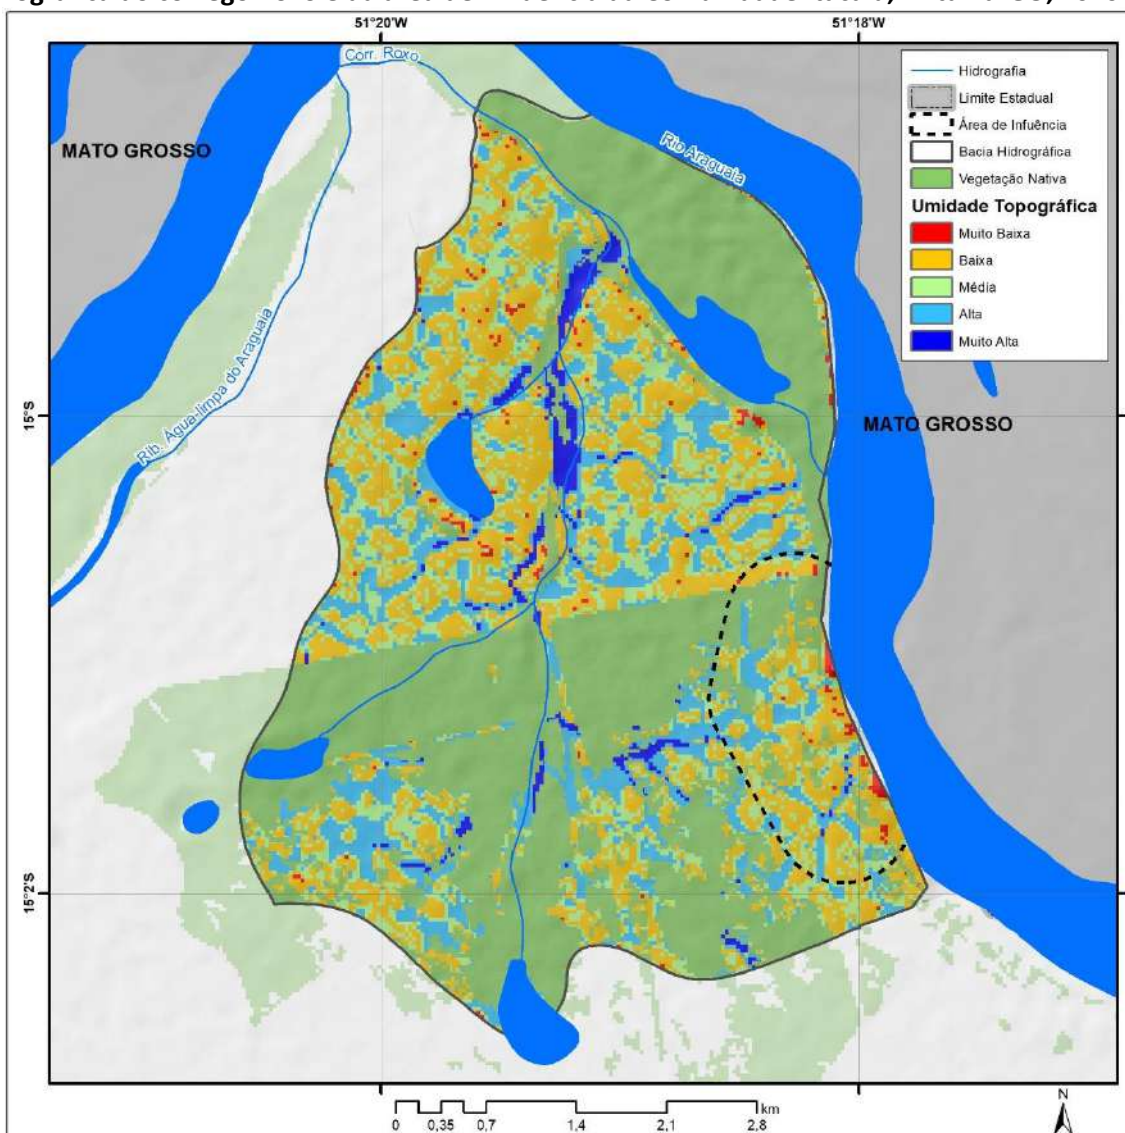 51°20'W
51°18'W
Corr. Roxo
Hidrografia
Limite Estadual
Área de Infuência
Bacia Hidrográfica
Vegetação Nativa
Umidade Topográfica
Muito Baixa
Baixa
Média
Alta
Muito Alta
MATO GROSSO
Rio Araguaia
Rib. Água-limpa do Araguaia
15°S
MATO GROSSO
15°2'S
N
km
0 0,35 0,7 1,4 2,1 2,8